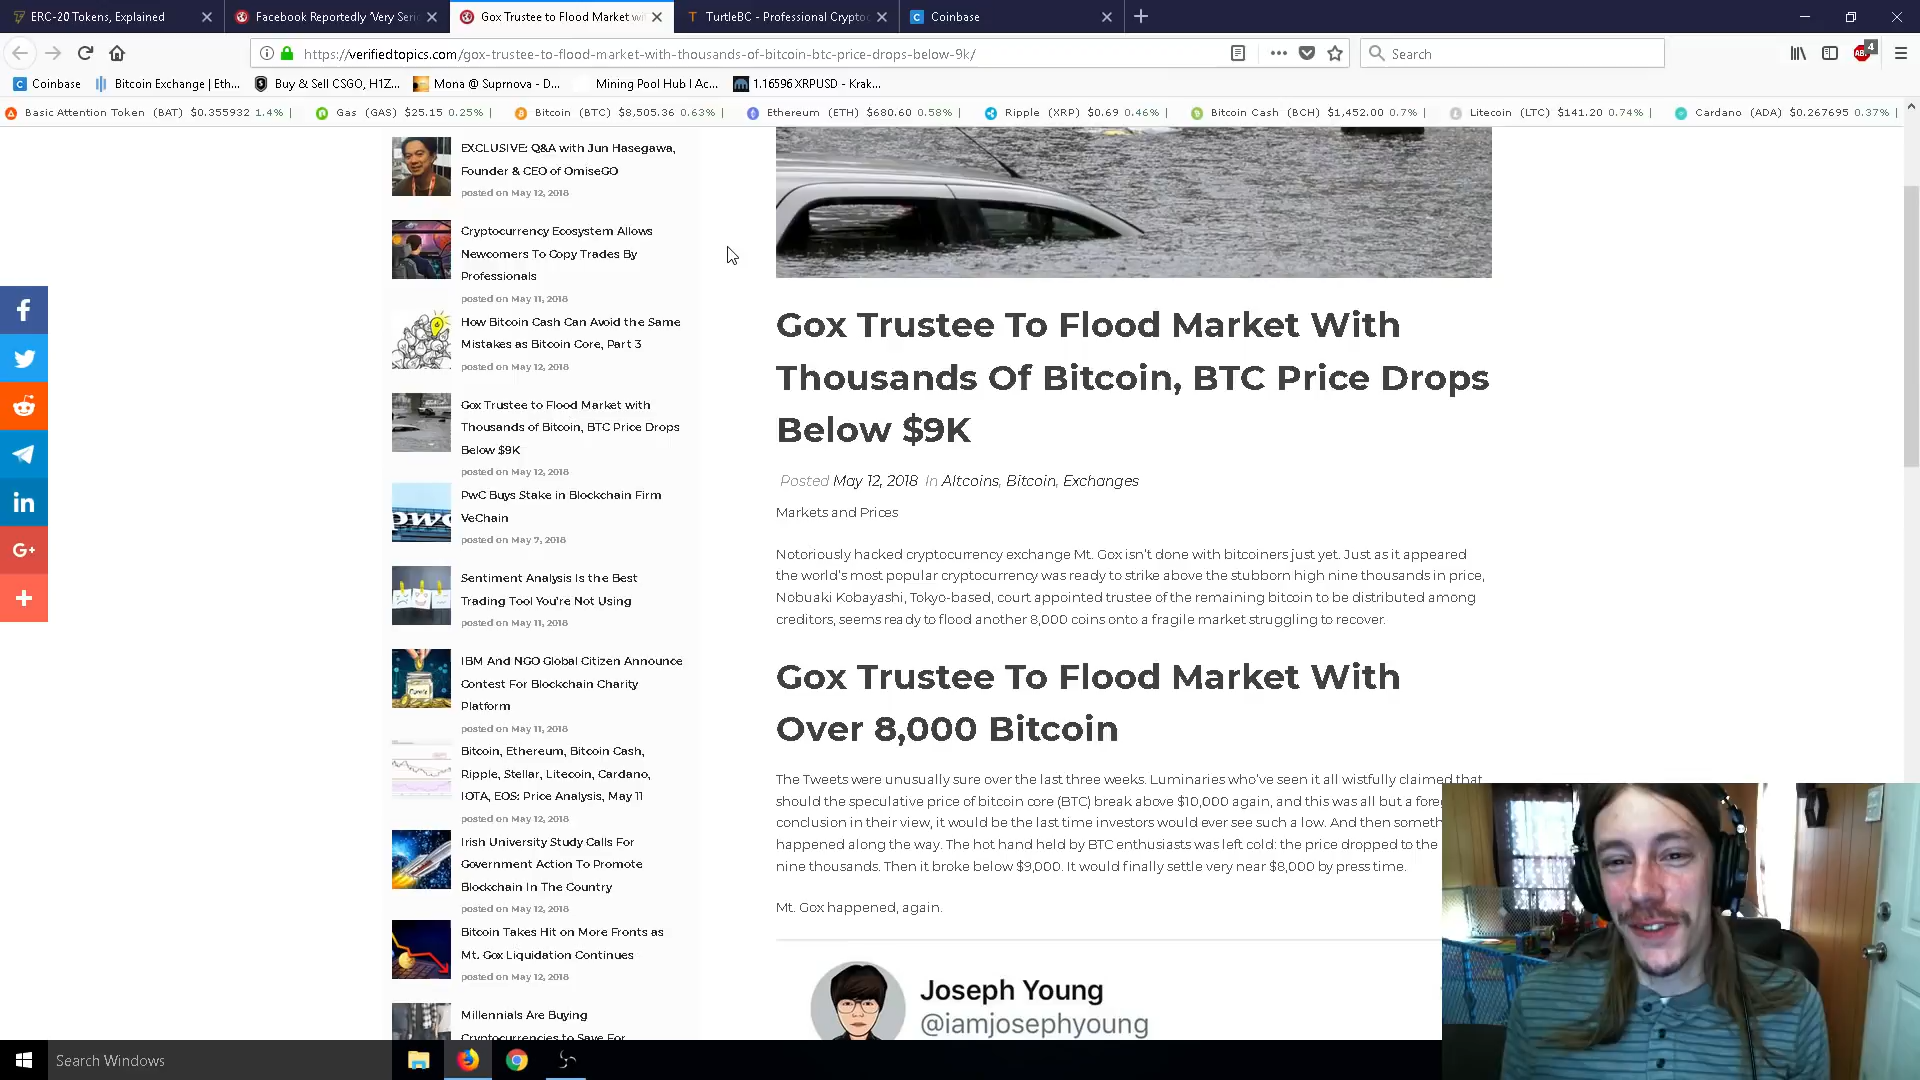 ERC-20 Tokens, Explained
Facebook Reportedly 'Very Seri
Gox Trustee to Flood Market wi
TurtleBC - Professional Crypto
Coinbase
https://verifiedtopics.com/gox-trustee-to-flood-market-with-thousands-of-bitcoin-btc-price-drops-below-9k/
Search
4
Coinbase
Bitcoin Exchange | Eth...
Buy & Sell CSGO, H1Z...
Mona @ Suprnova - D...
Mining Pool Hub | Ac...
1.16596 XRPUSD - Krak...
Basic Attention Token (BAT) $0.355932 1.4% |
Gas (GAS) $25.15 0.25% |
Bitcoin (BTC) $8,505.36 0.63% |
Ethereum (ETH) $680.60 0.58% |
Ripple (XRP) $0.69 0.46% |
Bitcoin Cash (BCH) $1,452.00 0.7% |
Litecoin (LTC) $141.20 0.74% |
Cardano (ADA) $0.267695 0.37% |
EXCLUSIVE: Q&A with Jun Hasegawa,
Founder & CEO of OmiseGO
posted on May 12, 2018
Cryptocurrency Ecosystem Allows
Newcomers To Copy Trades By
Professionals
posted on May 11, 2018
How Bitcoin Cash Can Avoid the Same
Mistakes as Bitcoin Core, Part 3
posted on May 12, 2018
Gox Trustee to Flood Market with
Thousands of Bitcoin, BTC Price Drops
Below $9K
posted on May 12, 2018
PwC Buys Stake in Blockchain Firm
VeChain
posted on May 7, 2018
Sentiment Analysis Is the Best
Trading Tool You're Not Using
posted on May 11, 2018
IBM And NGO Global Citizen Announce
Contest For Blockchain Charity
Platform
posted on May 11, 2018
Bitcoin, Ethereum, Bitcoin Cash,
Ripple, Stellar, Litecoin, Cardano,
IOTA, EOS: Price Analysis, May 11
posted on May 12, 2018
Irish University Study Calls For
Government Action To Promote
Blockchain In The Country
posted on May 12, 2018
Bitcoin Takes Hit on More Fronts as
Mt. Gox Liquidation Continues
posted on May 12, 2018
Millennials Are Buying
Cryptocurrencies to Save For
Gox Trustee To Flood Market With
Thousands Of Bitcoin, BTC Price Drops
Below $9K
Posted May 12, 2018 In Altcoins, Bitcoin, Exchanges
Markets and Prices
Notoriously hacked cryptocurrency exchange Mt. Gox isn't done with bitcoiners just yet. Just as it appeared
the world's most popular cryptocurrency was ready to strike above the stubborn high nine thousands in price,
Nobuaki Kobayashi, Tokyo-based, court appointed trustee of the remaining bitcoin to be distributed among
creditors, seems ready to flood another 8,000 coins onto a fragile market struggling to recover.
Gox Trustee To Flood Market With
Over 8,000 Bitcoin
The Tweets were unusually sure over the last three weeks. Luminaries who've seen it all wistfully claimed that
should the speculative price of bitcoin core (BTC) break above $10,000 again, and this was all but a fore
conclusion in their view, it would be the last time investors would ever see such a low. And then someth
happened along the way. The hot hand held by BTC enthusiasts was left cold: the price dropped to the
nine thousands. Then it broke below $9,000. It would finally settle very near $8,000 by press time.
Mt. Gox happened, again.
Joseph Young
@iamjosephyoung
Search Windows